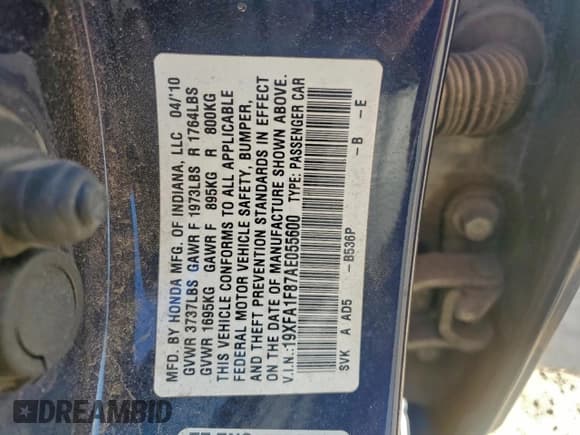 MFD. BY HONDA MFG. OF INDIANA, LLC 04/'10
GVWR 3737LBS GAWR F 1973LBS R 1764LBS
GVWR 1695KG GAWR F 895KG R 800KG
THIS VEHICLE CONFORMS TO ALL APPLICABLE
FEDERAL MOTOR VEHICLE SAFETY, BUMPER,
AND THEFT PREVENTION STANDARDS IN EFFECT
ON THE DATE OF MANUFACTURE SHOWN ABOVE.
V.I.N.:19XFA1F87AE055600 TYPE: PASSENGER CAR
SVK A AD5 -B536P -B -E
DREAMBID